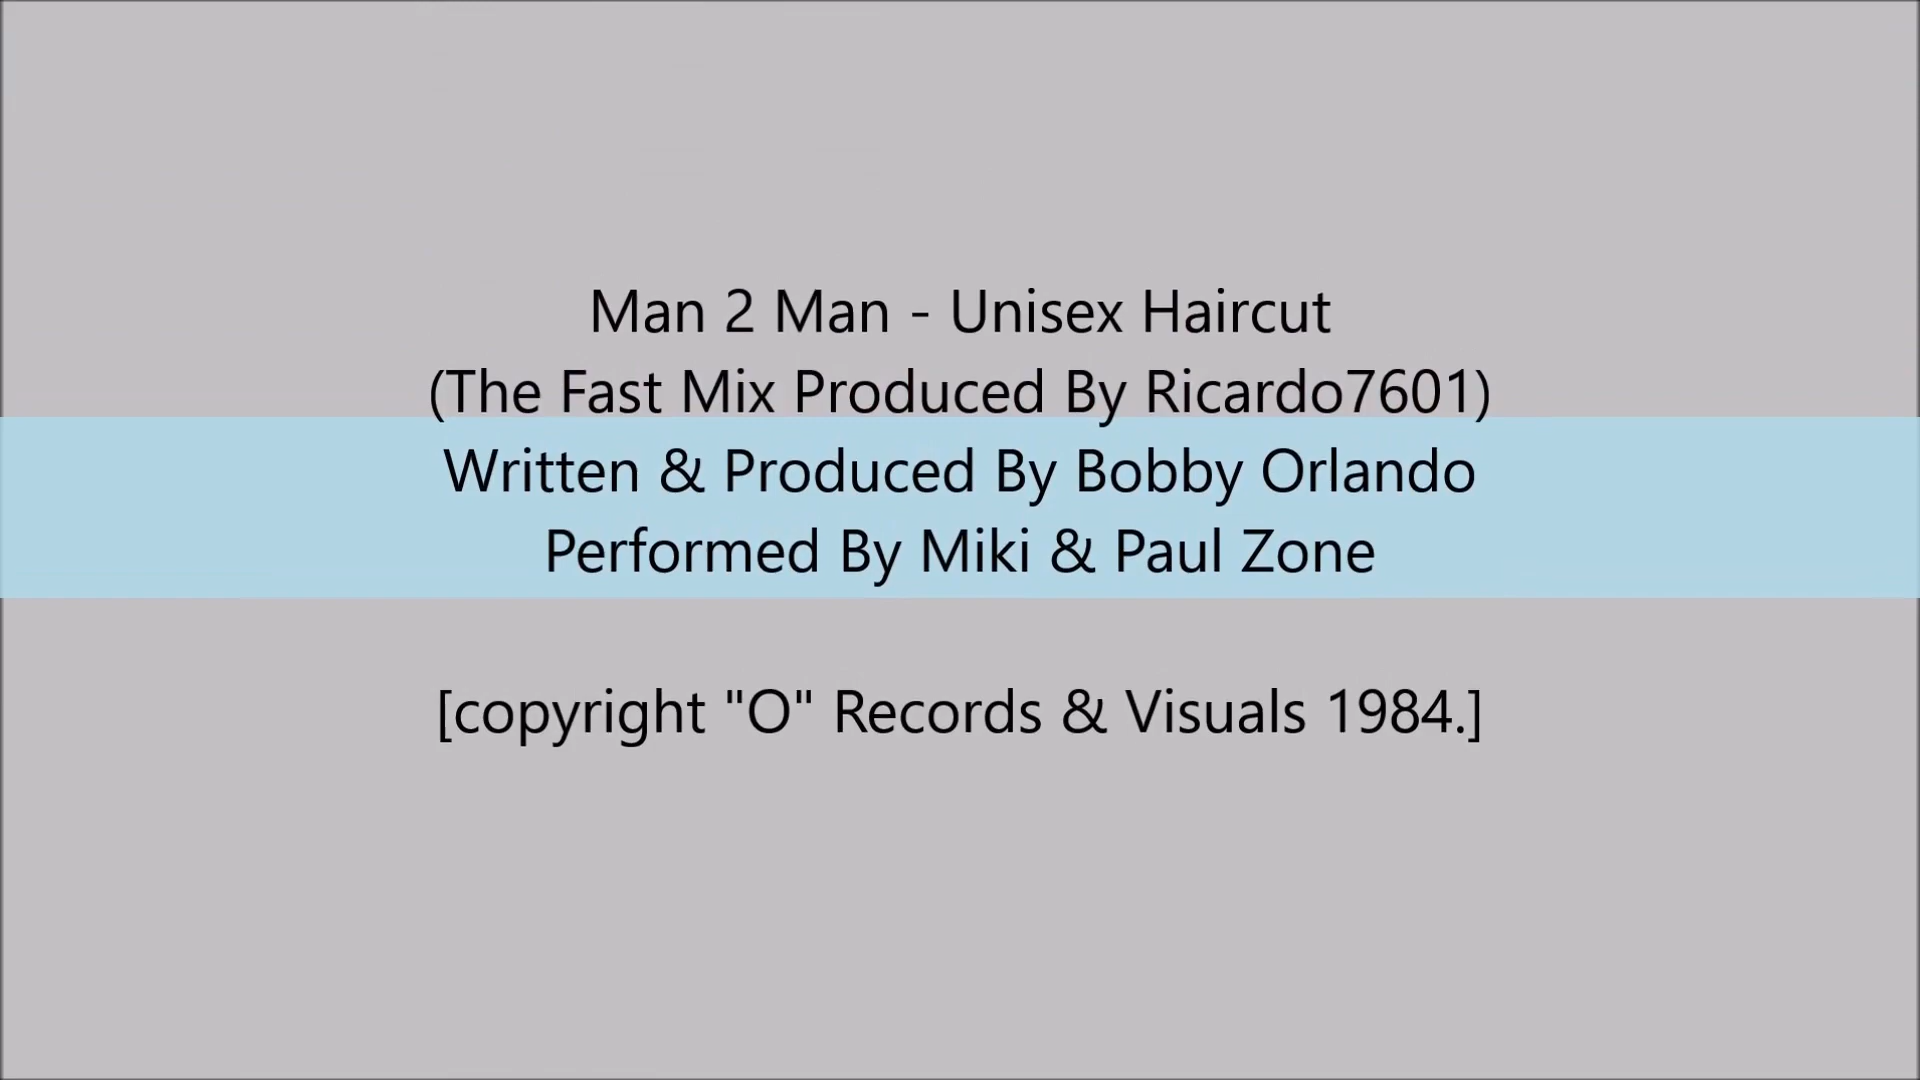 Man 2 Man - Unisex Haircut
(The Fast Mix Produced By Ricardo7601)
Written & Produced By Bobby Orlando
Performed By Miki & Paul Zone
[copyright "O" Records & Visuals 1984.]